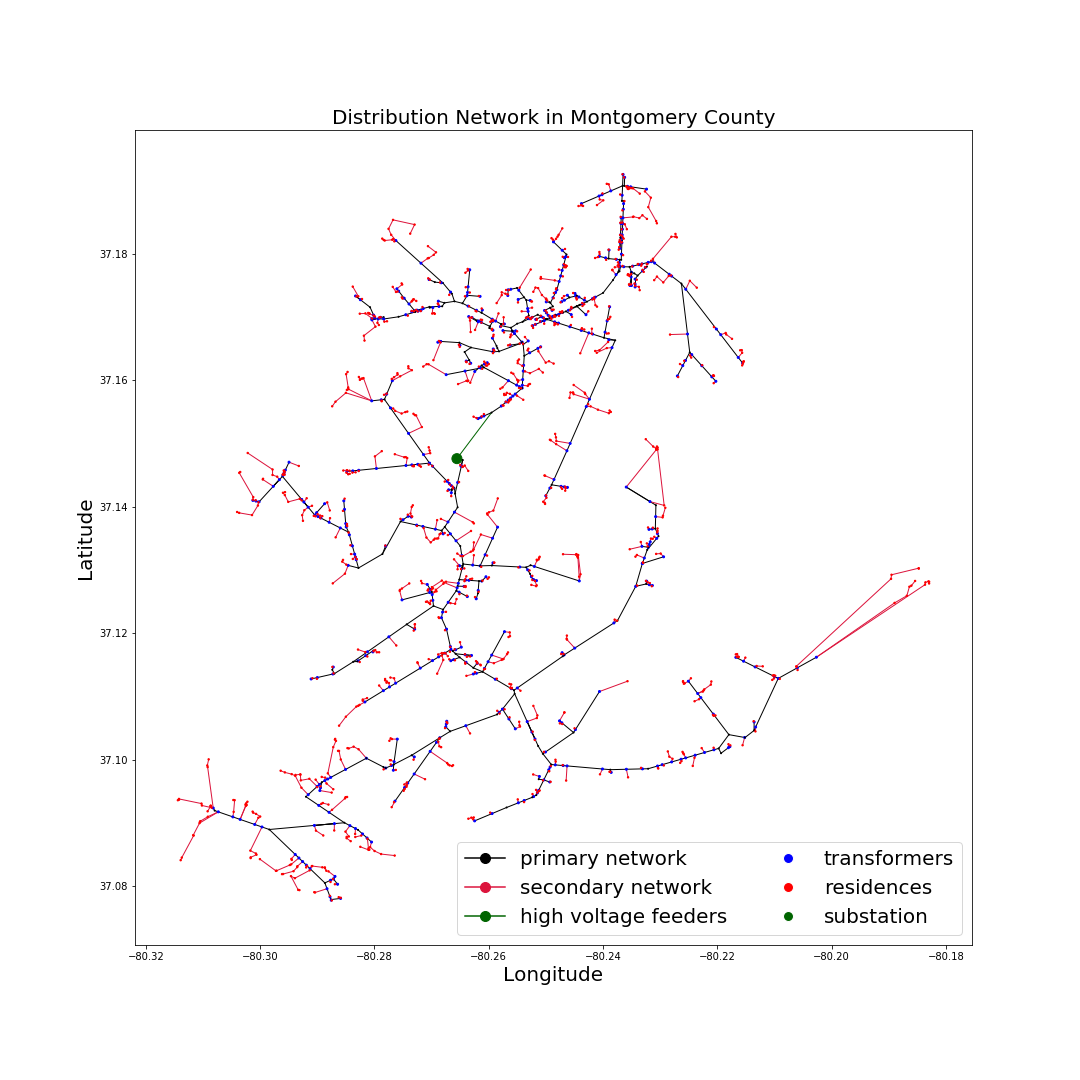 Distribution Network in Montgomery County
Latitude
37.18
37.16
37.14
37.12
37.10
37.08
primary network
secondary network
high voltage feeders
transformers
residences
substation
−80.32 −80.30 −80.28 −80.26 −80.24 −80.22 −80.20 −80.18
Longitude